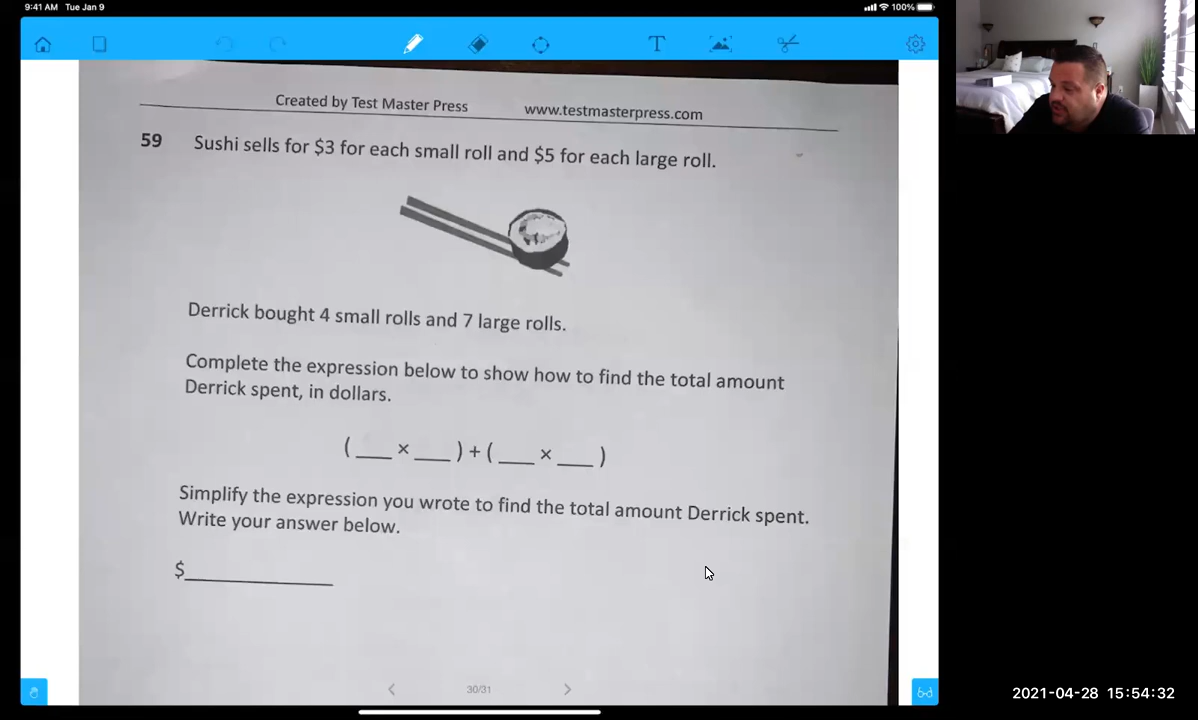 9:41 AM Tue Jan 9
100%
T
Created by Test Master Press www.testmasterpress.com
59 Sushi sells for $3 for each small roll and $5 for each large roll.
Derrick bought 4 small rolls and 7 large rolls.
Complete the expression below to show how to find the total amount
Derrick spent, in dollars.
( ___ × ___ ) + ( ___ × ___ )
Simplify the expression you wrote to find the total amount Derrick spent.
Write your answer below.
$____________
30/31
2021-04-28 15:54:32